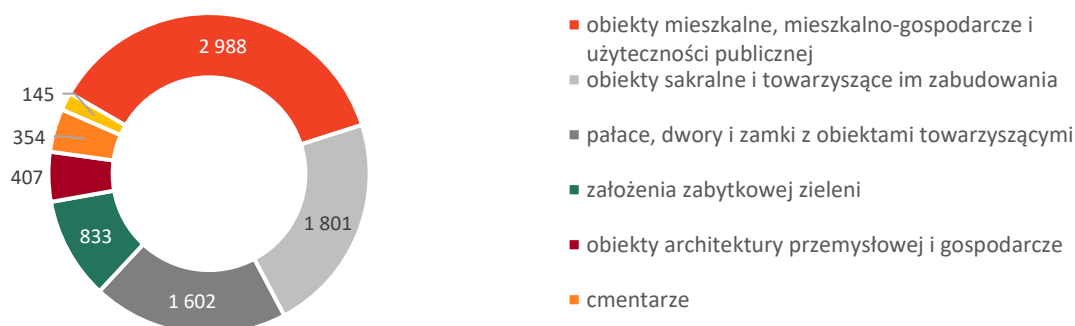 2 988
145
354
407
833
1 602
1 801
obiekty mieszkalne, mieszkalno-gospodarcze i
użyteczności publicznej
obiekty sakralne i towarzyszące im zabudowania
pałace, dwory i zamki z obiektami towarzyszącymi
założenia zabytkowej zieleni
obiekty architektury przemysłowej i gospodarcze
cmentarze